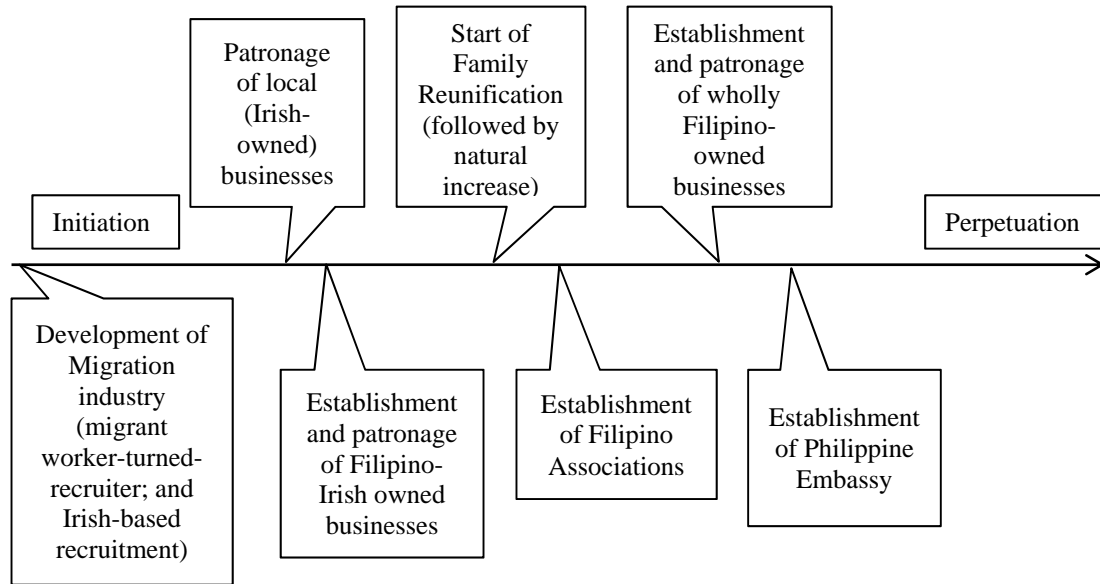 Patronage
of local
(Irish-
owned)
businesses
Start of
Family
Reunification
(followed by
natural
increase)
Establishment
and patronage
of wholly
Filipino-
owned
businesses
Initiation
Perpetuation
Development of
Migration
industry
(migrant
worker-turned-
recruiter; and
Irish-based
recruitment)
Establishment
and patronage
of Filipino-
Irish owned
businesses
Establishment
of Filipino
Associations
Establishment
of Philippine
Embassy